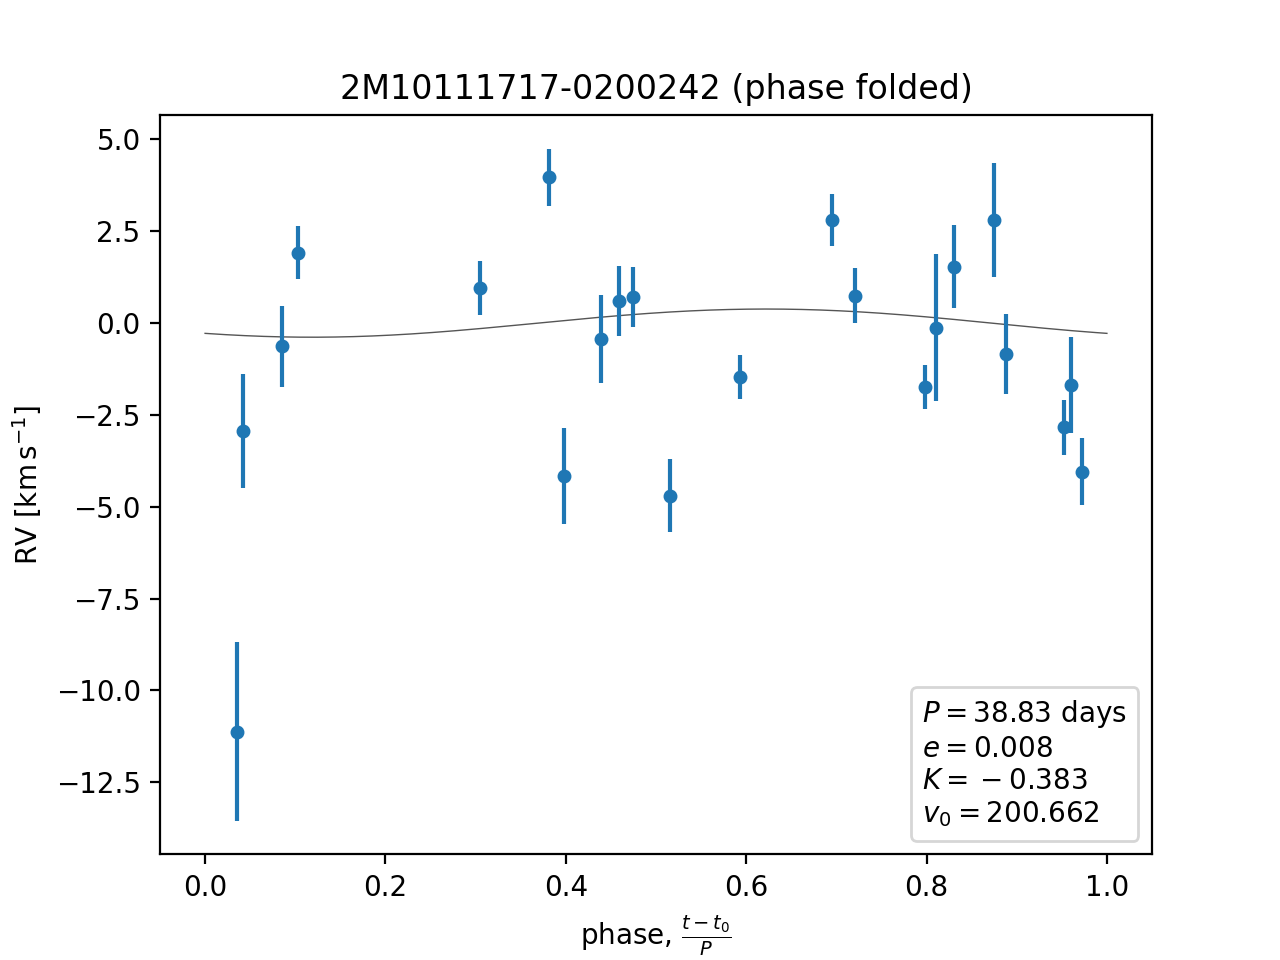 2M10111717-0200242 (phase folded)
5.0
2.5
0.0
−2.5
−5.0
−7.5
−10.0
−12.5
RV [km s⁻¹]
P = 38.83 days
e = 0.008
K = − 0.383
v₀ = 200.662
0.0 0.2 0.4 0.6 0.8 1.0
phase, (t − t₀)/P